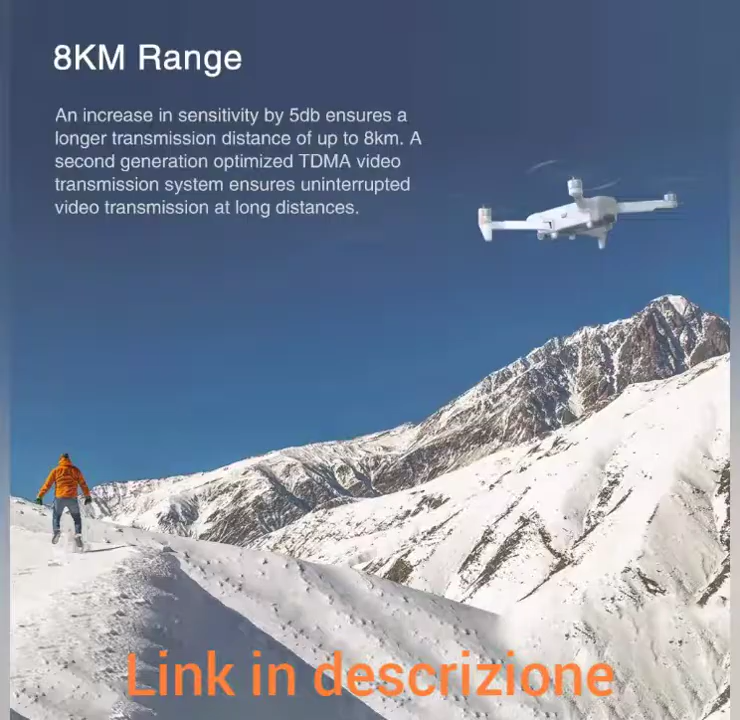 8KM Range
An increase in sensitivity by 5db ensures a
longer transmission distance of up to 8km. A
second generation optimized TDMA video
transmission system ensures uninterrupted
video transmission at long distances.
Link in descrizione